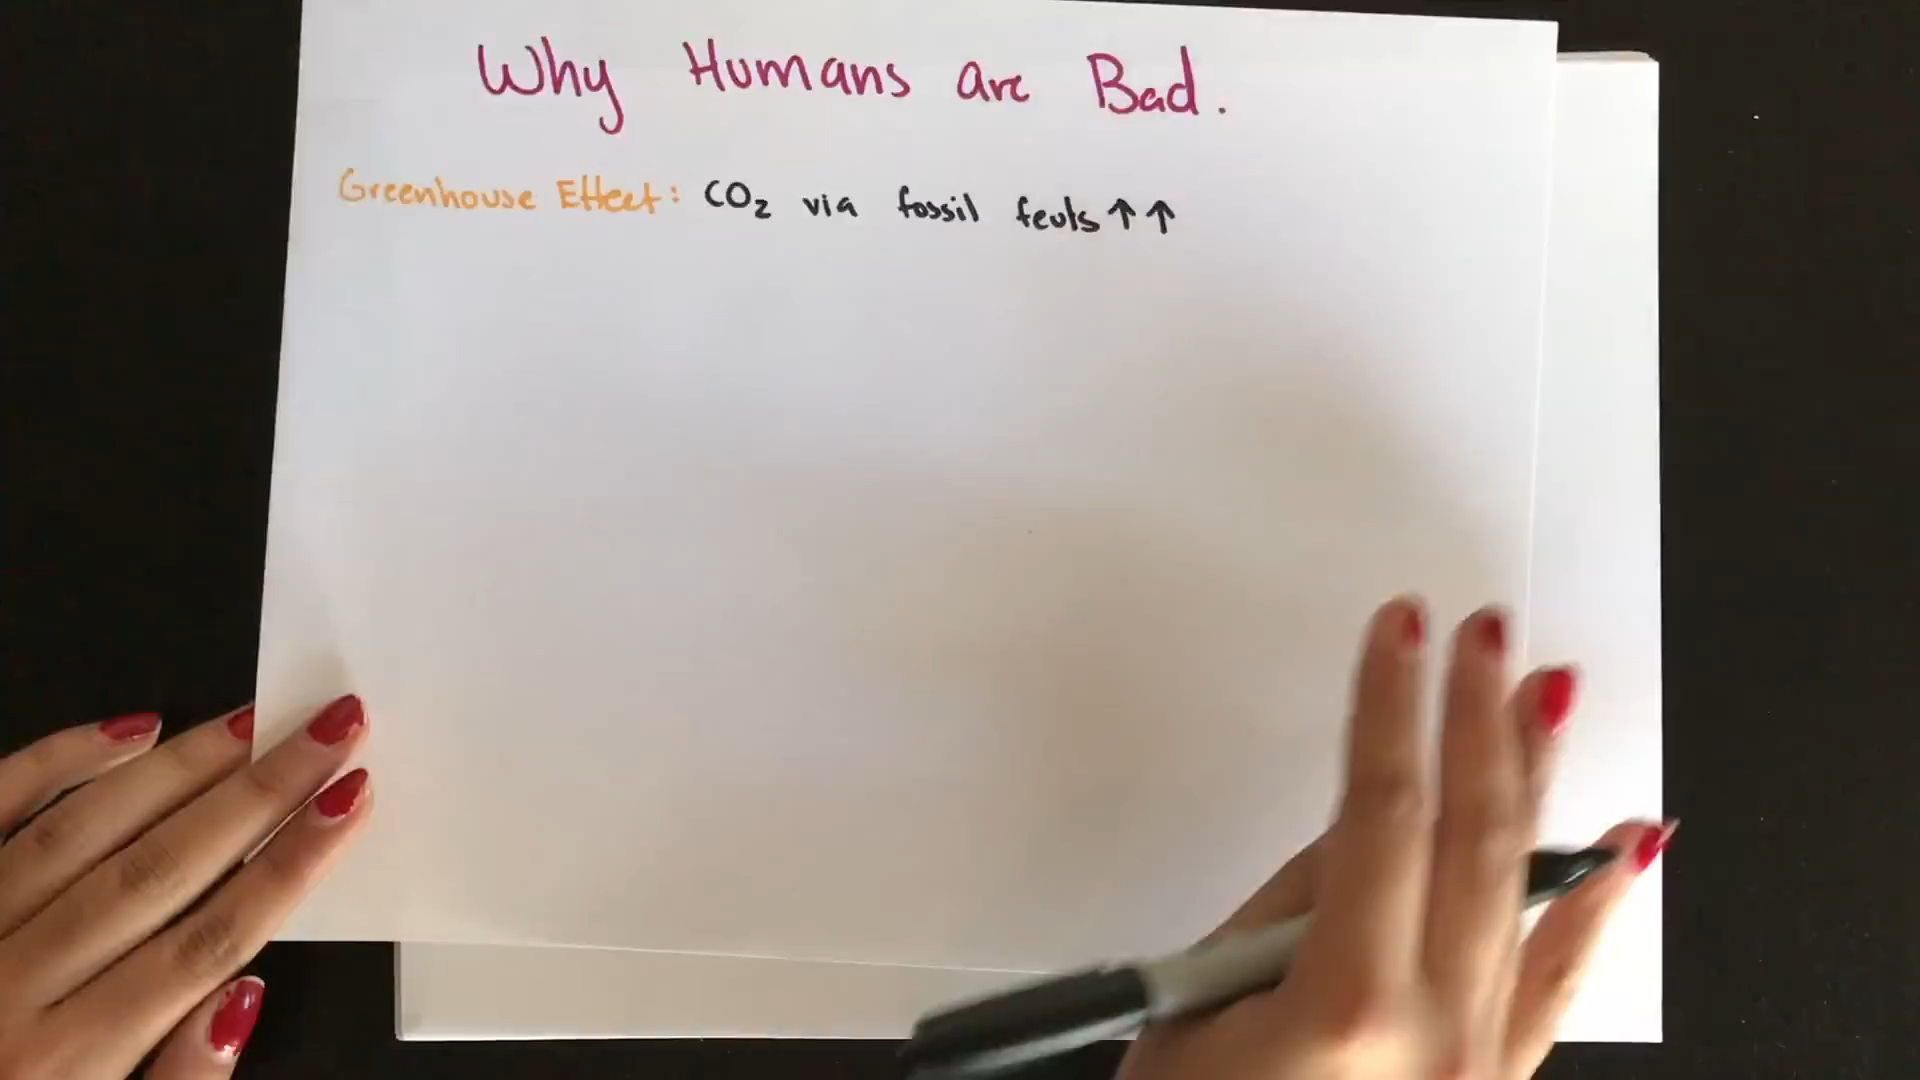 Why Humans are Bad.
Greenhouse Effect: CO₂ via fossil feuls ↑↑